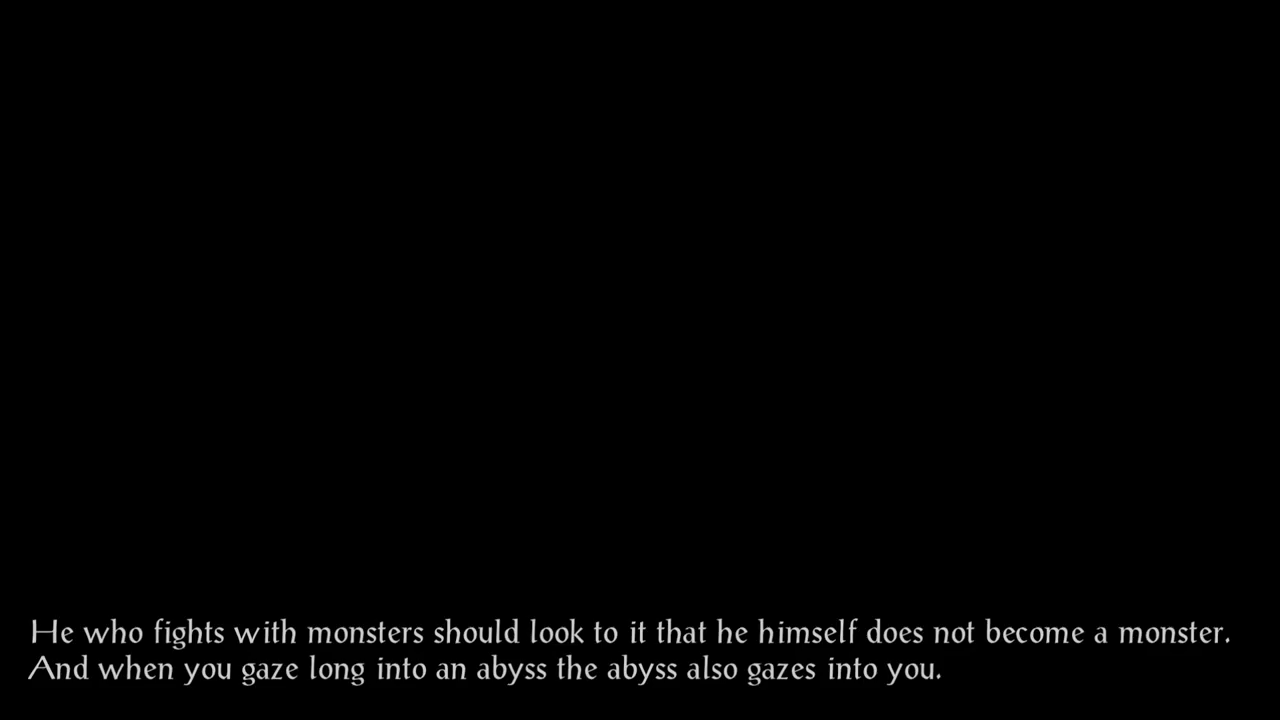 He who fights with monsters should look to it that he himself does not become a monster.
And when you gaze long into an abyss the abyss also gazes into you.